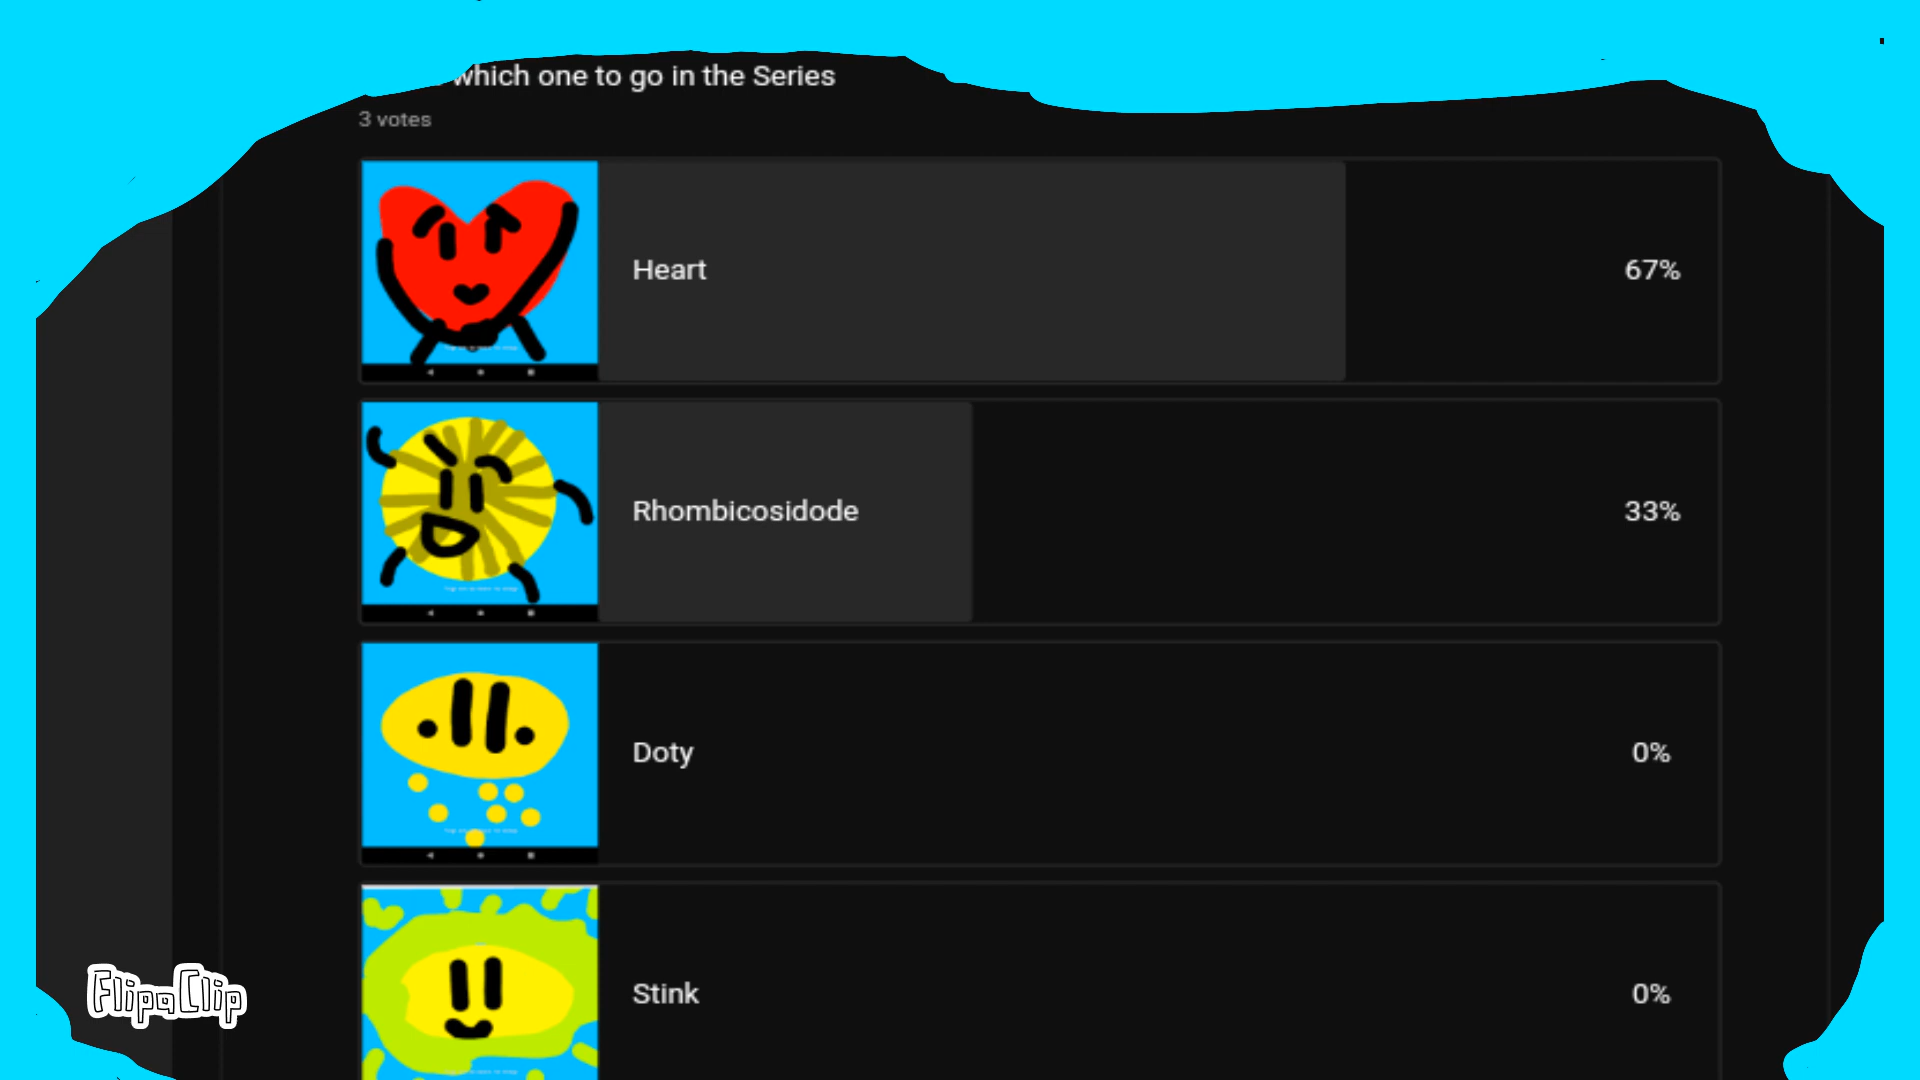 which one to go in the Series
3 votes
Heart
67%
Rhombicosidode
33%
Doty
0%
Stink
0%
FlipaClip